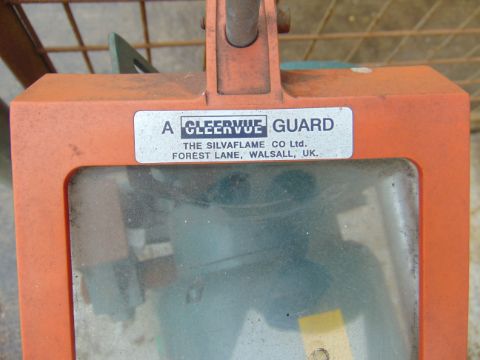 A CLEERVUE GUARD
THE SILVAFLAME CO Ltd.
FOREST LANE, WALSALL, UK.